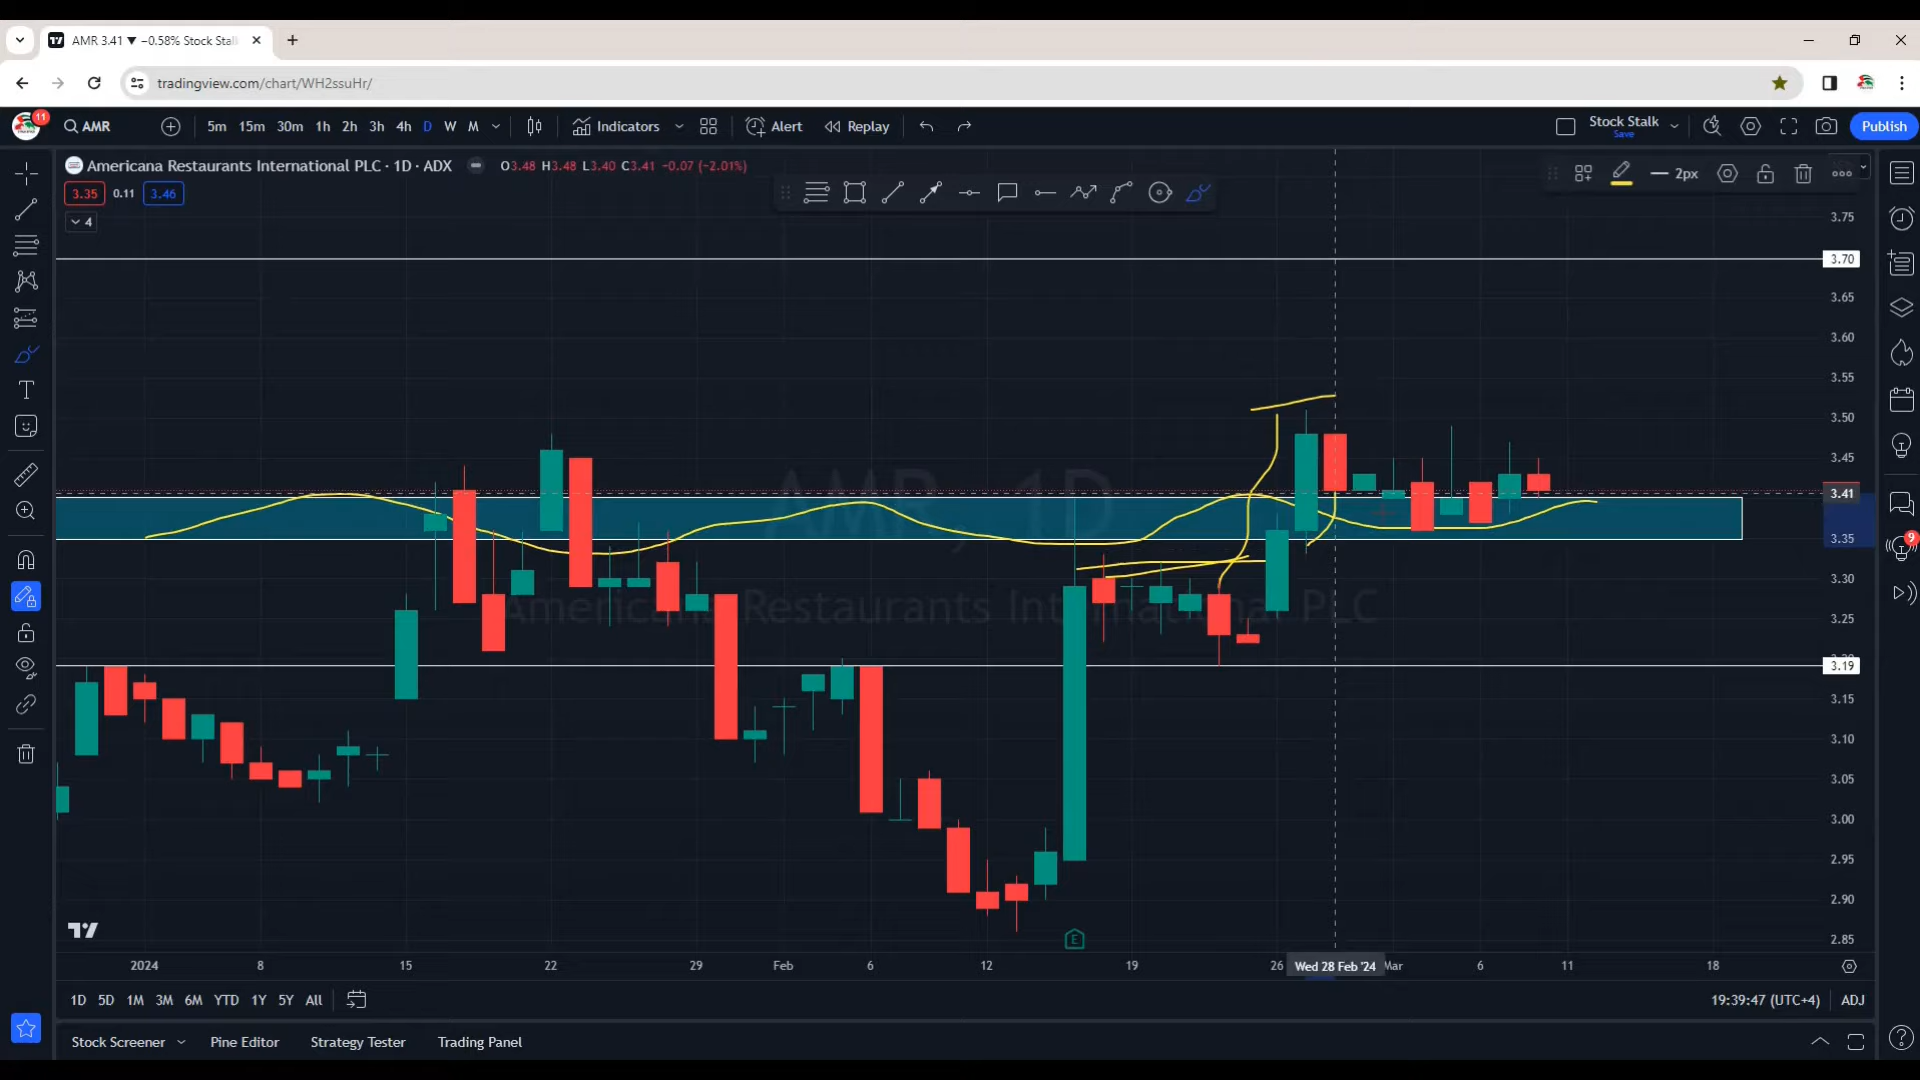 AMR 3.41 ▼ −0.58% Stock Stal
tradingview.com/chart/WH2ssuHr/
11
AMR
5m 15m 30m 1h 2h 3h 4h D W M
Indicators
Alert
Replay
Stock Stalk
Save
Publish
Americana Restaurants International PLC · 1D · ADX
O3.48 H3.48 L3.40 C3.41 −0.07 (−2.01%)
2px
3.35 0.11 3.46
4
3.75
3.70
3.65
3.60
3.55
3.50
3.45
3.41
3.35
3.30
3.25
3.20
3.19
3.15
3.10
3.05
3.00
2.95
2.90
2.85
AMR, 1D
Americana Restaurants International PLC
E
9
2024 8 15 22 29 Feb 6 12 19 26 Wed 28 Feb '24 Mar 6 11 18
1D 5D 1M 3M 6M YTD 1Y 5Y All
19:39:47 (UTC+4) ADJ
Stock Screener Pine Editor Strategy Tester Trading Panel